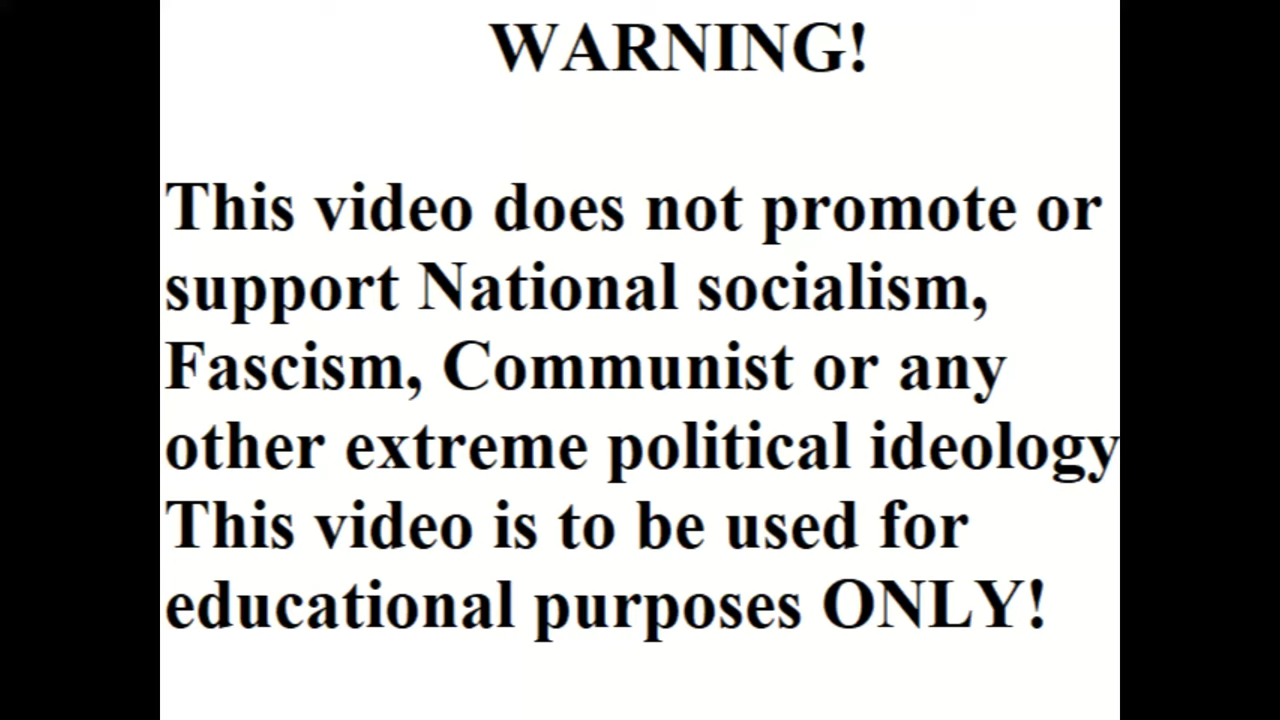 WARNING!
This video does not promote or
support National socialism,
Fascism, Communist or any
other extreme political ideology
This video is to be used for
educational purposes ONLY!